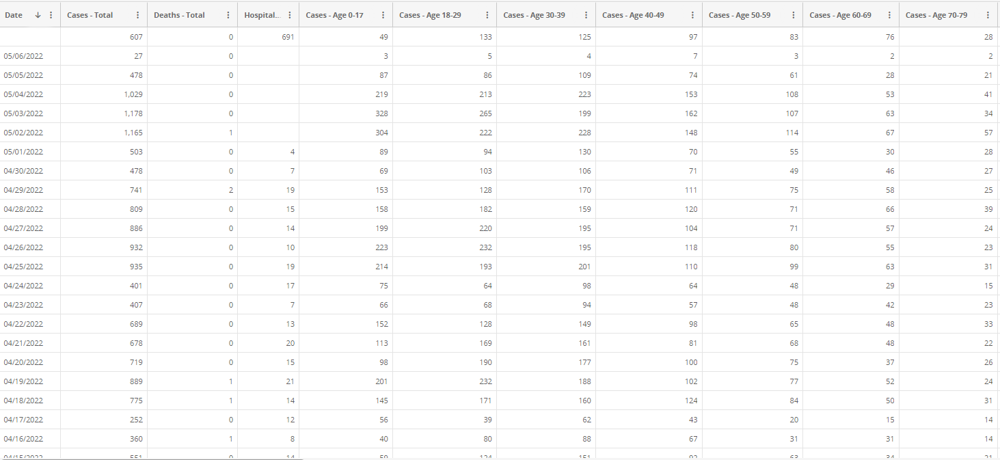 Date Cases - Total Deaths - Total Hospital... Cases - Age 0-17 Cases - Age 18-29 Cases - Age 30-39 Cases - Age 40-49 Cases - Age 50-59 Cases - Age 60-69 Cases - Age 70-79
607 0 691 49 133 125 97 83 76 28
05/06/2022 27 0 3 5 4 7 3 2 2
05/05/2022 478 0 87 86 109 74 61 28 21
05/04/2022 1,029 0 219 213 223 153 108 53 41
05/03/2022 1,178 0 328 265 199 162 107 63 34
05/02/2022 1,165 1 304 222 228 148 114 67 57
05/01/2022 503 0 4 89 94 130 70 55 30 28
04/30/2022 478 0 7 69 103 106 71 49 46 27
04/29/2022 741 2 19 153 128 170 111 75 58 25
04/28/2022 809 0 15 158 182 159 120 71 66 39
04/27/2022 886 0 14 199 220 195 104 71 57 24
04/26/2022 932 0 10 223 232 195 118 80 55 23
04/25/2022 935 0 19 214 193 201 110 99 63 31
04/24/2022 401 0 17 75 64 98 64 48 29 15
04/23/2022 407 0 7 66 68 94 57 48 42 23
04/22/2022 689 0 13 152 128 149 98 65 48 33
04/21/2022 678 0 20 113 169 161 81 68 48 22
04/20/2022 719 0 15 98 190 177 100 75 37 26
04/19/2022 889 1 21 201 232 188 102 77 52 24
04/18/2022 775 1 14 145 171 160 124 84 50 31
04/17/2022 252 0 12 56 39 62 43 20 15 14
04/16/2022 360 1 8 40 80 88 67 31 31 14